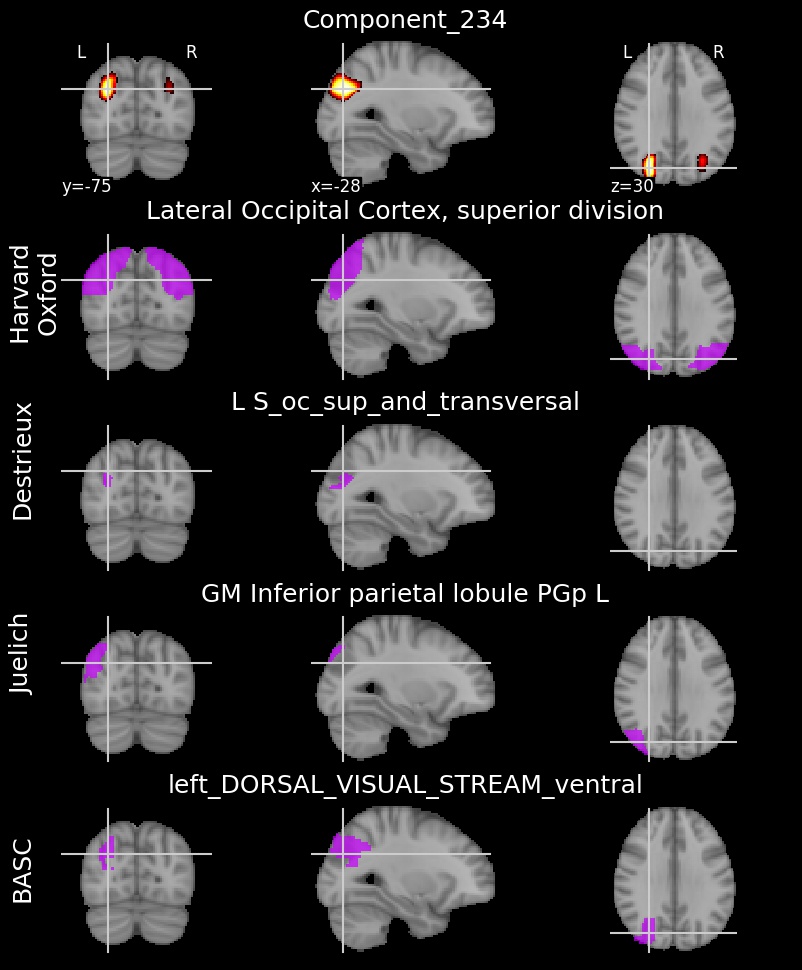 Component_234
L R L R
y=-75 x=-28 z=30
Lateral Occipital Cortex, superior division
Harvard
Oxford
L S_oc_sup_and_transversal
Destrieux
GM Inferior parietal lobule PGp L
Juelich
left_DORSAL_VISUAL_STREAM_ventral
BASC